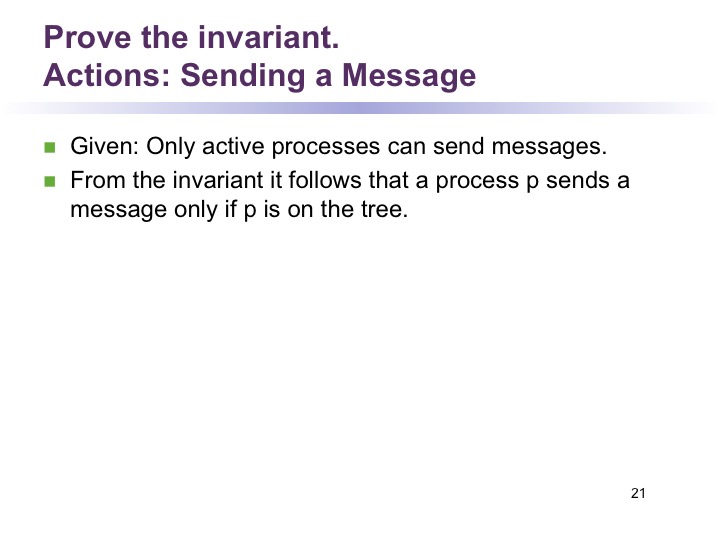 Prove the invariant.
Actions: Sending a Message
Given: Only active processes can send messages.
From the invariant it follows that a process p sends a
message only if p is on the tree.
21